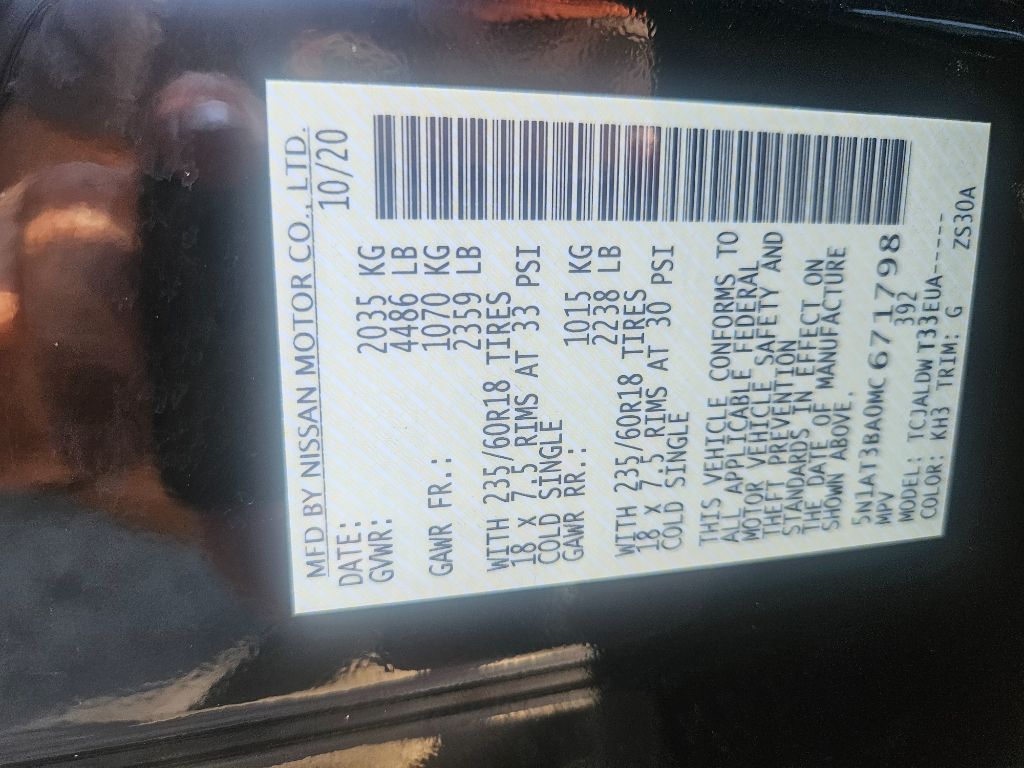 MFD BY NISSAN MOTOR CO., LTD.
DATE: 10/20
GVWR: 2035 KG
4486 LB
GAWR FR.: 1070 KG
2359 LB
WITH 235/60R18 TIRES
18 X 7.5 RIMS AT 33 PSI
COLD SINGLE
GAWR RR.: 1015 KG
2238 LB
WITH 235/60R18 TIRES
18 X 7.5 RIMS AT 30 PSI
COLD SINGLE
THIS VEHICLE CONFORMS TO
ALL APPLICABLE FEDERAL
MOTOR VEHICLE SAFETY AND
THEFT PREVENTION
STANDARDS IN EFFECT ON
THE DATE OF MANUFACTURE
SHOWN ABOVE.
5N1AT3BA0MC671798
MPV 392
MODEL: TCJALDWT33EUA-----
COLOR: KH3 TRIM: G ZS30A